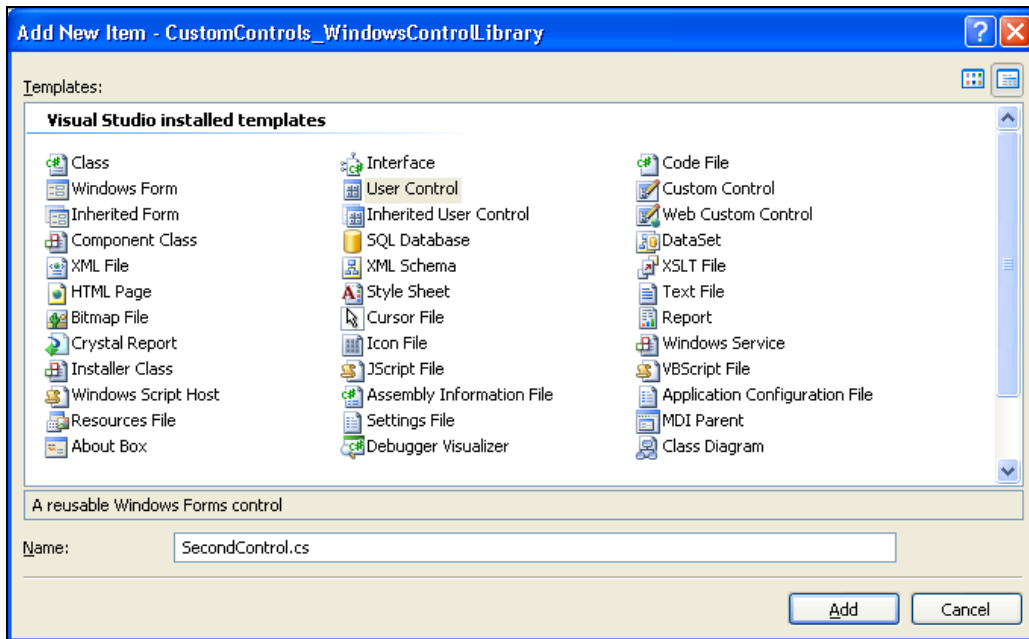 Add New Item - CustomControls_WindowsControlLibrary
Templates:
Visual Studio installed templates
Class Interface Code File
Windows Form User Control Custom Control
Inherited Form Inherited User Control Web Custom Control
Component Class SQL Database DataSet
XML File XML Schema XSLT File
HTML Page Style Sheet Text File
Bitmap File Cursor File Report
Crystal Report Icon File Windows Service
Installer Class JScript File VBScript File
Windows Script Host Assembly Information File Application Configuration File
Resources File Settings File MDI Parent
About Box Debugger Visualizer Class Diagram
A reusable Windows Forms control
Name: SecondControl.cs
Add Cancel